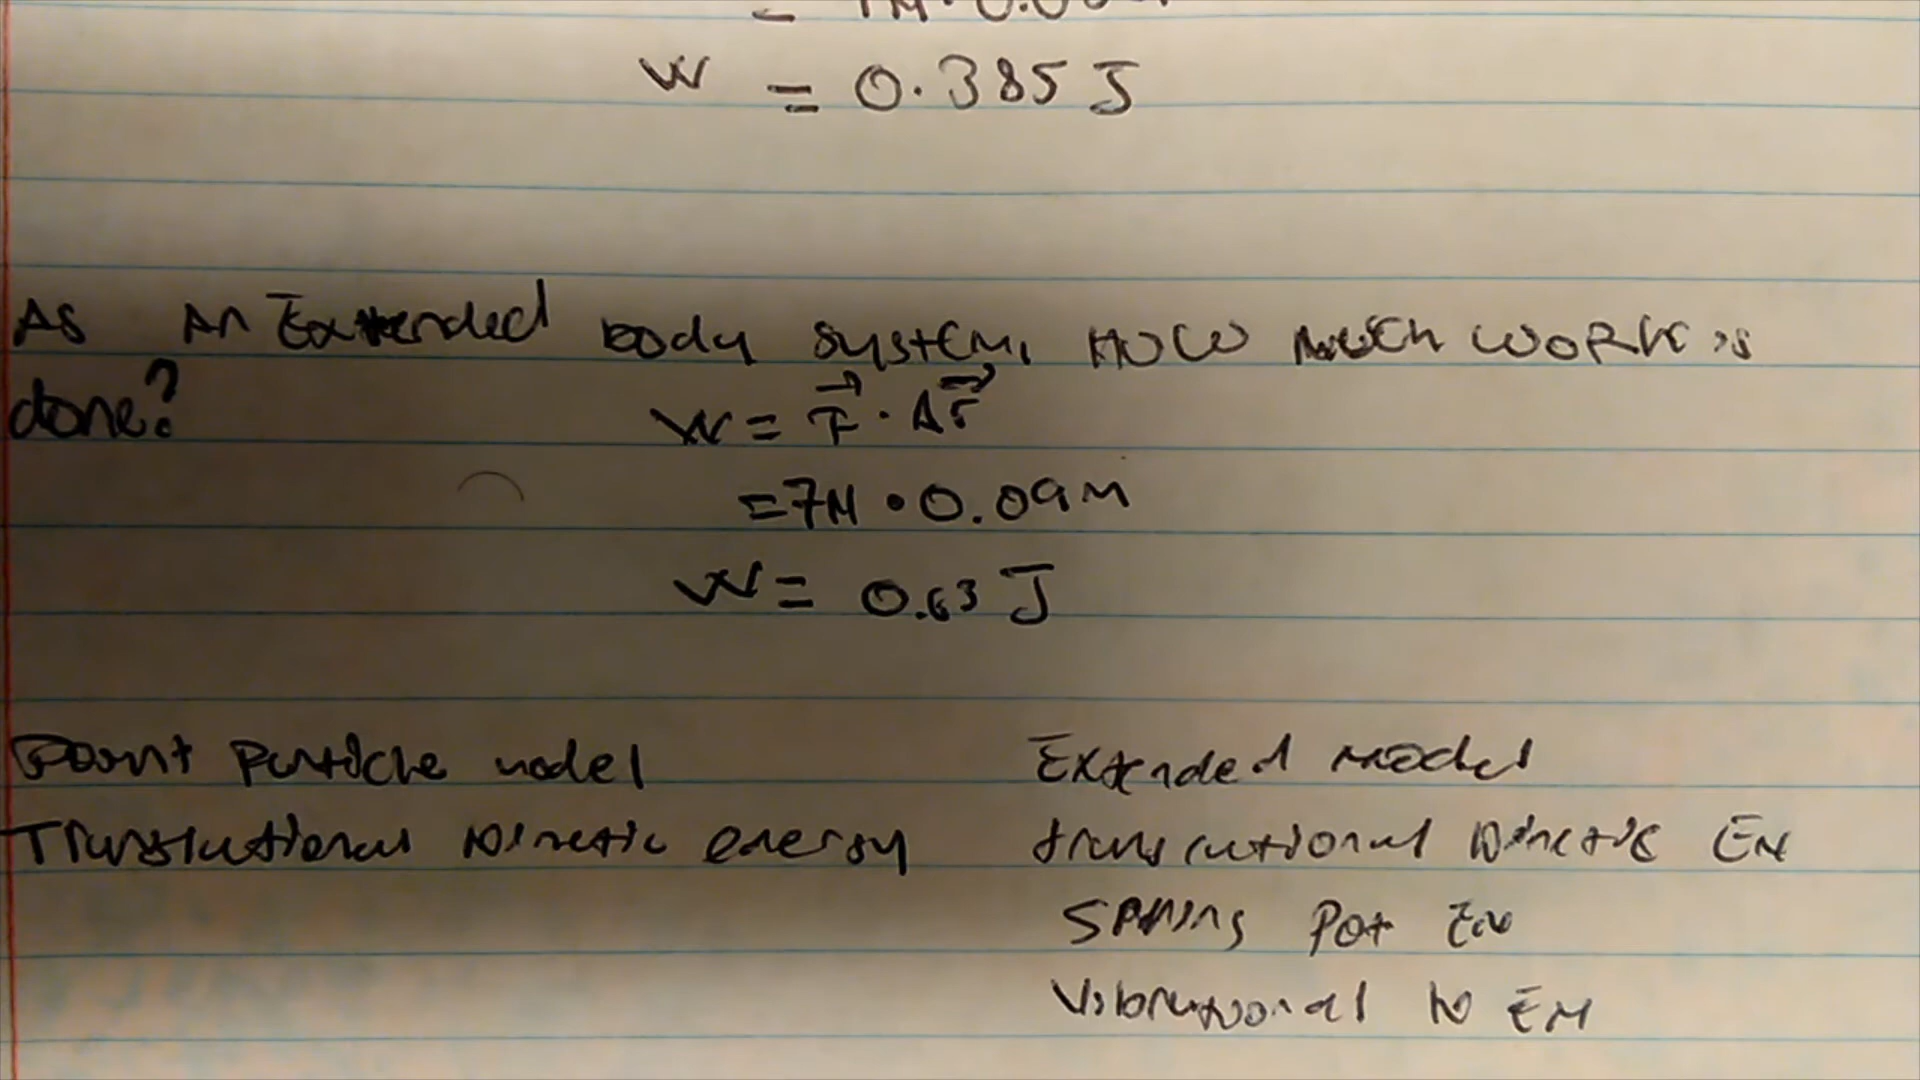 W = 0.385 J
As an Extended body system, how much work is
done?
W = F · Δr
= 7N · 0.09m
W = 0.63 J
Point Particle model Extended model
Translational kinetic energy translational kinetic En
Spring Pot En
Vibrational K En